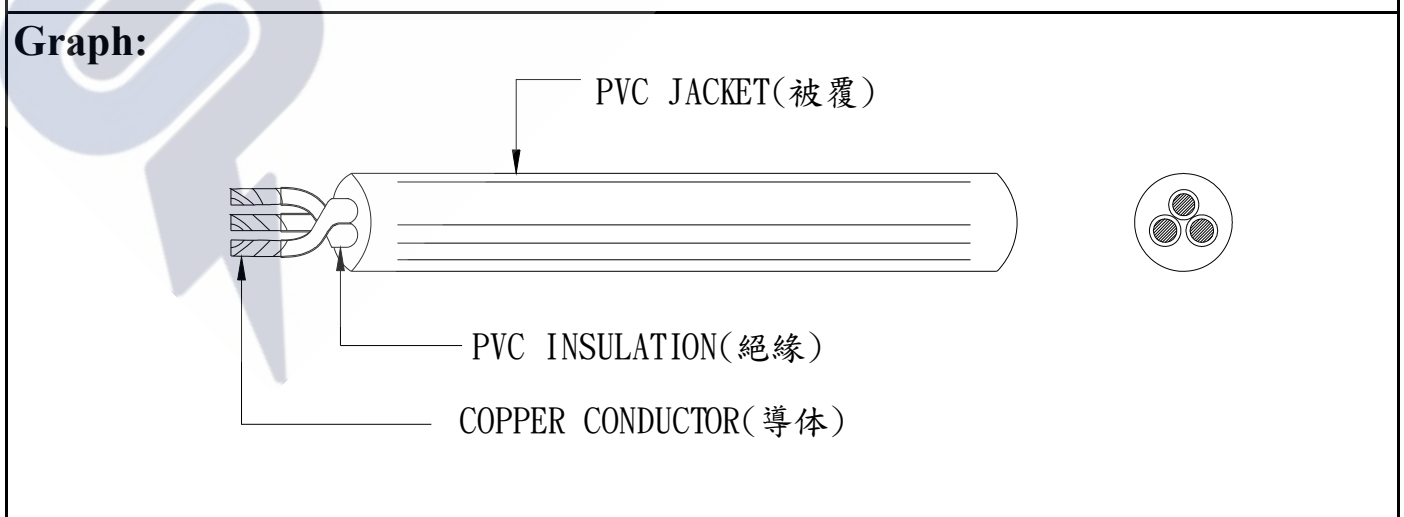 Graph:
PVC JACKET(被覆)
PVC INSULATION(絕緣)
COPPER CONDUCTOR(導体)